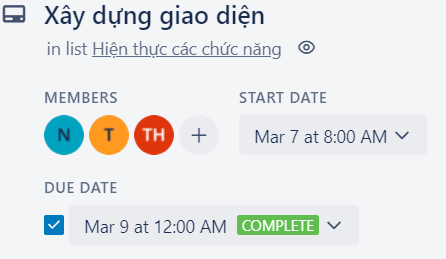 Xây dựng giao diện
in list Hiện thực các chức năng
MEMBERS
N T TH +
START DATE
Mar 7 at 8:00 AM
DUE DATE
Mar 9 at 12:00 AM COMPLETE